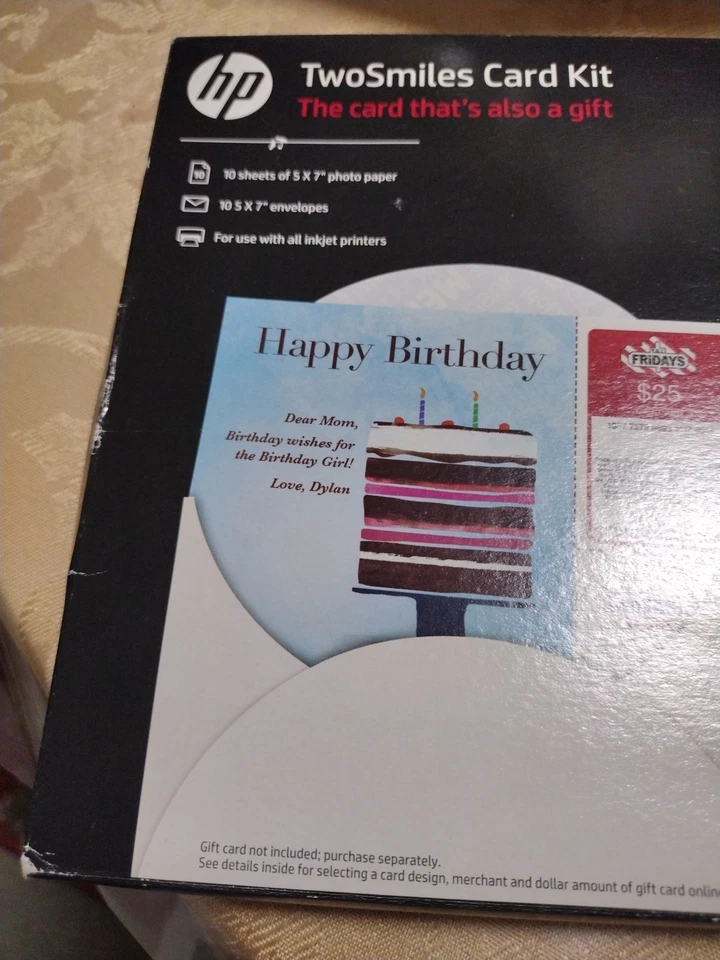 hp
TwoSmiles Card Kit
The card that's also a gift
10
10 sheets of 5 X 7" photo paper
10 5 X 7" envelopes
For use with all inkjet printers
Happy Birthday
Dear Mom,
Birthday wishes for
the Birthday Girl!
Love, Dylan
FRiDAYS
$25
Gift card not included; purchase separately.
See details inside for selecting a card design, merchant and dollar amount of gift card online